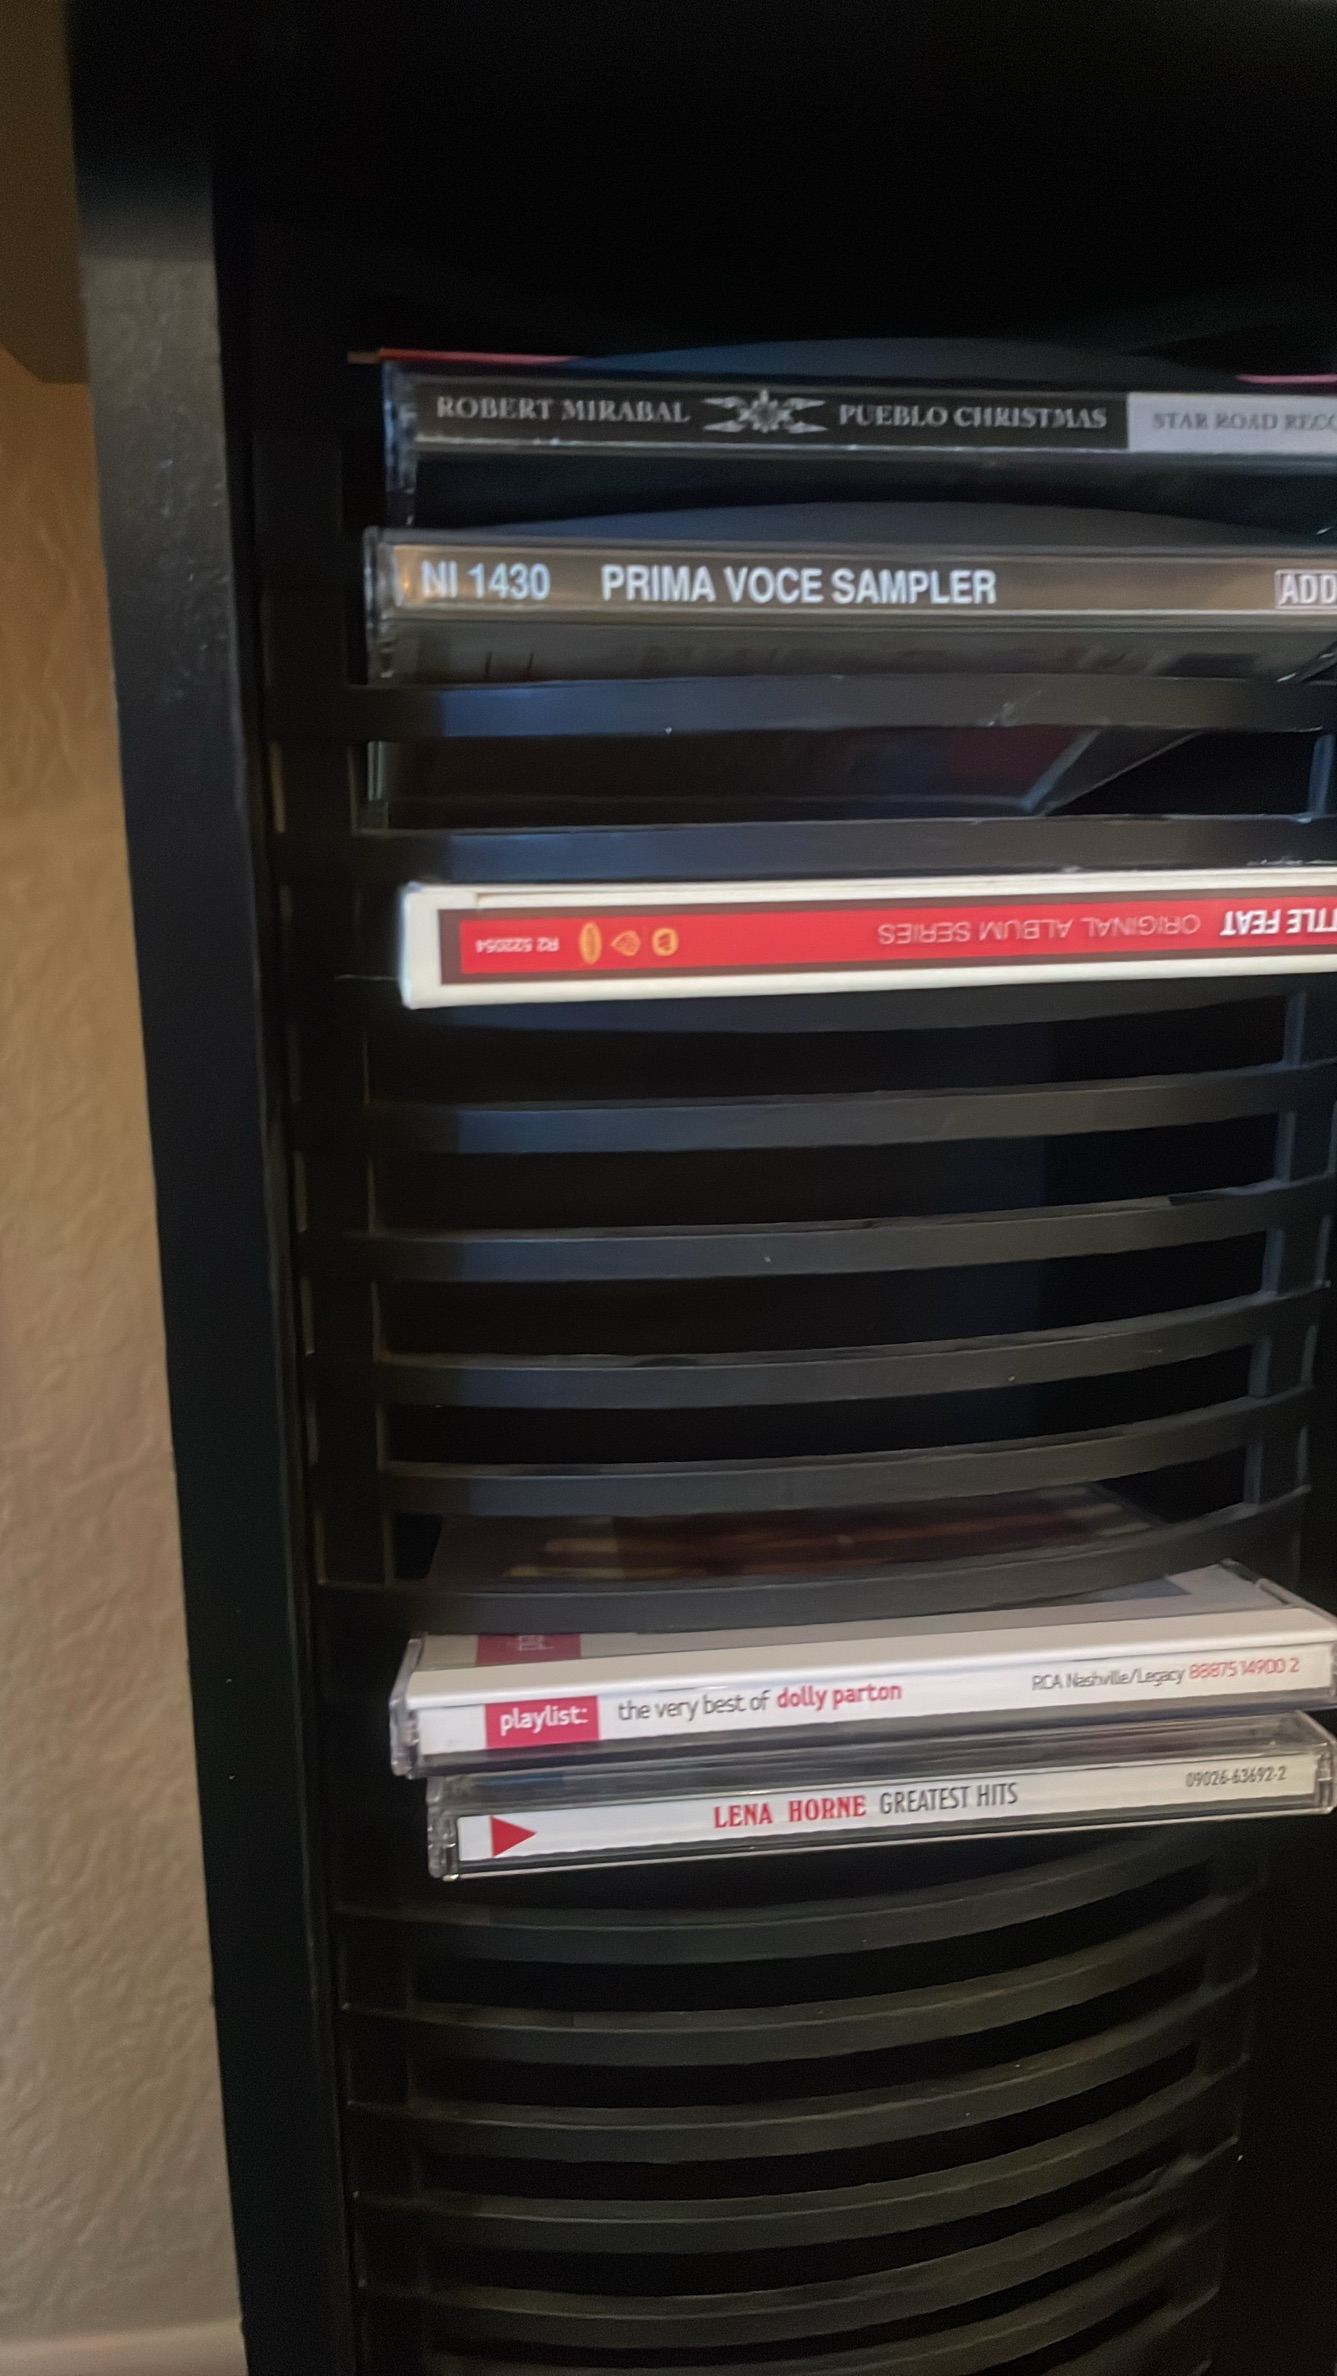 ROBERT MIRABAL PUEBLO CHRISTMAS STAR ROAD RECO
NI 1430 PRIMA VOCE SAMPLER ADD
TTLE FEAT ORIGINAL ALBUM SERIES R2 522054
playlist: the very best of dolly parton RCA Nashville/Legacy 88875 14900 2
LENA HORNE GREATEST HITS 09026-63692-2